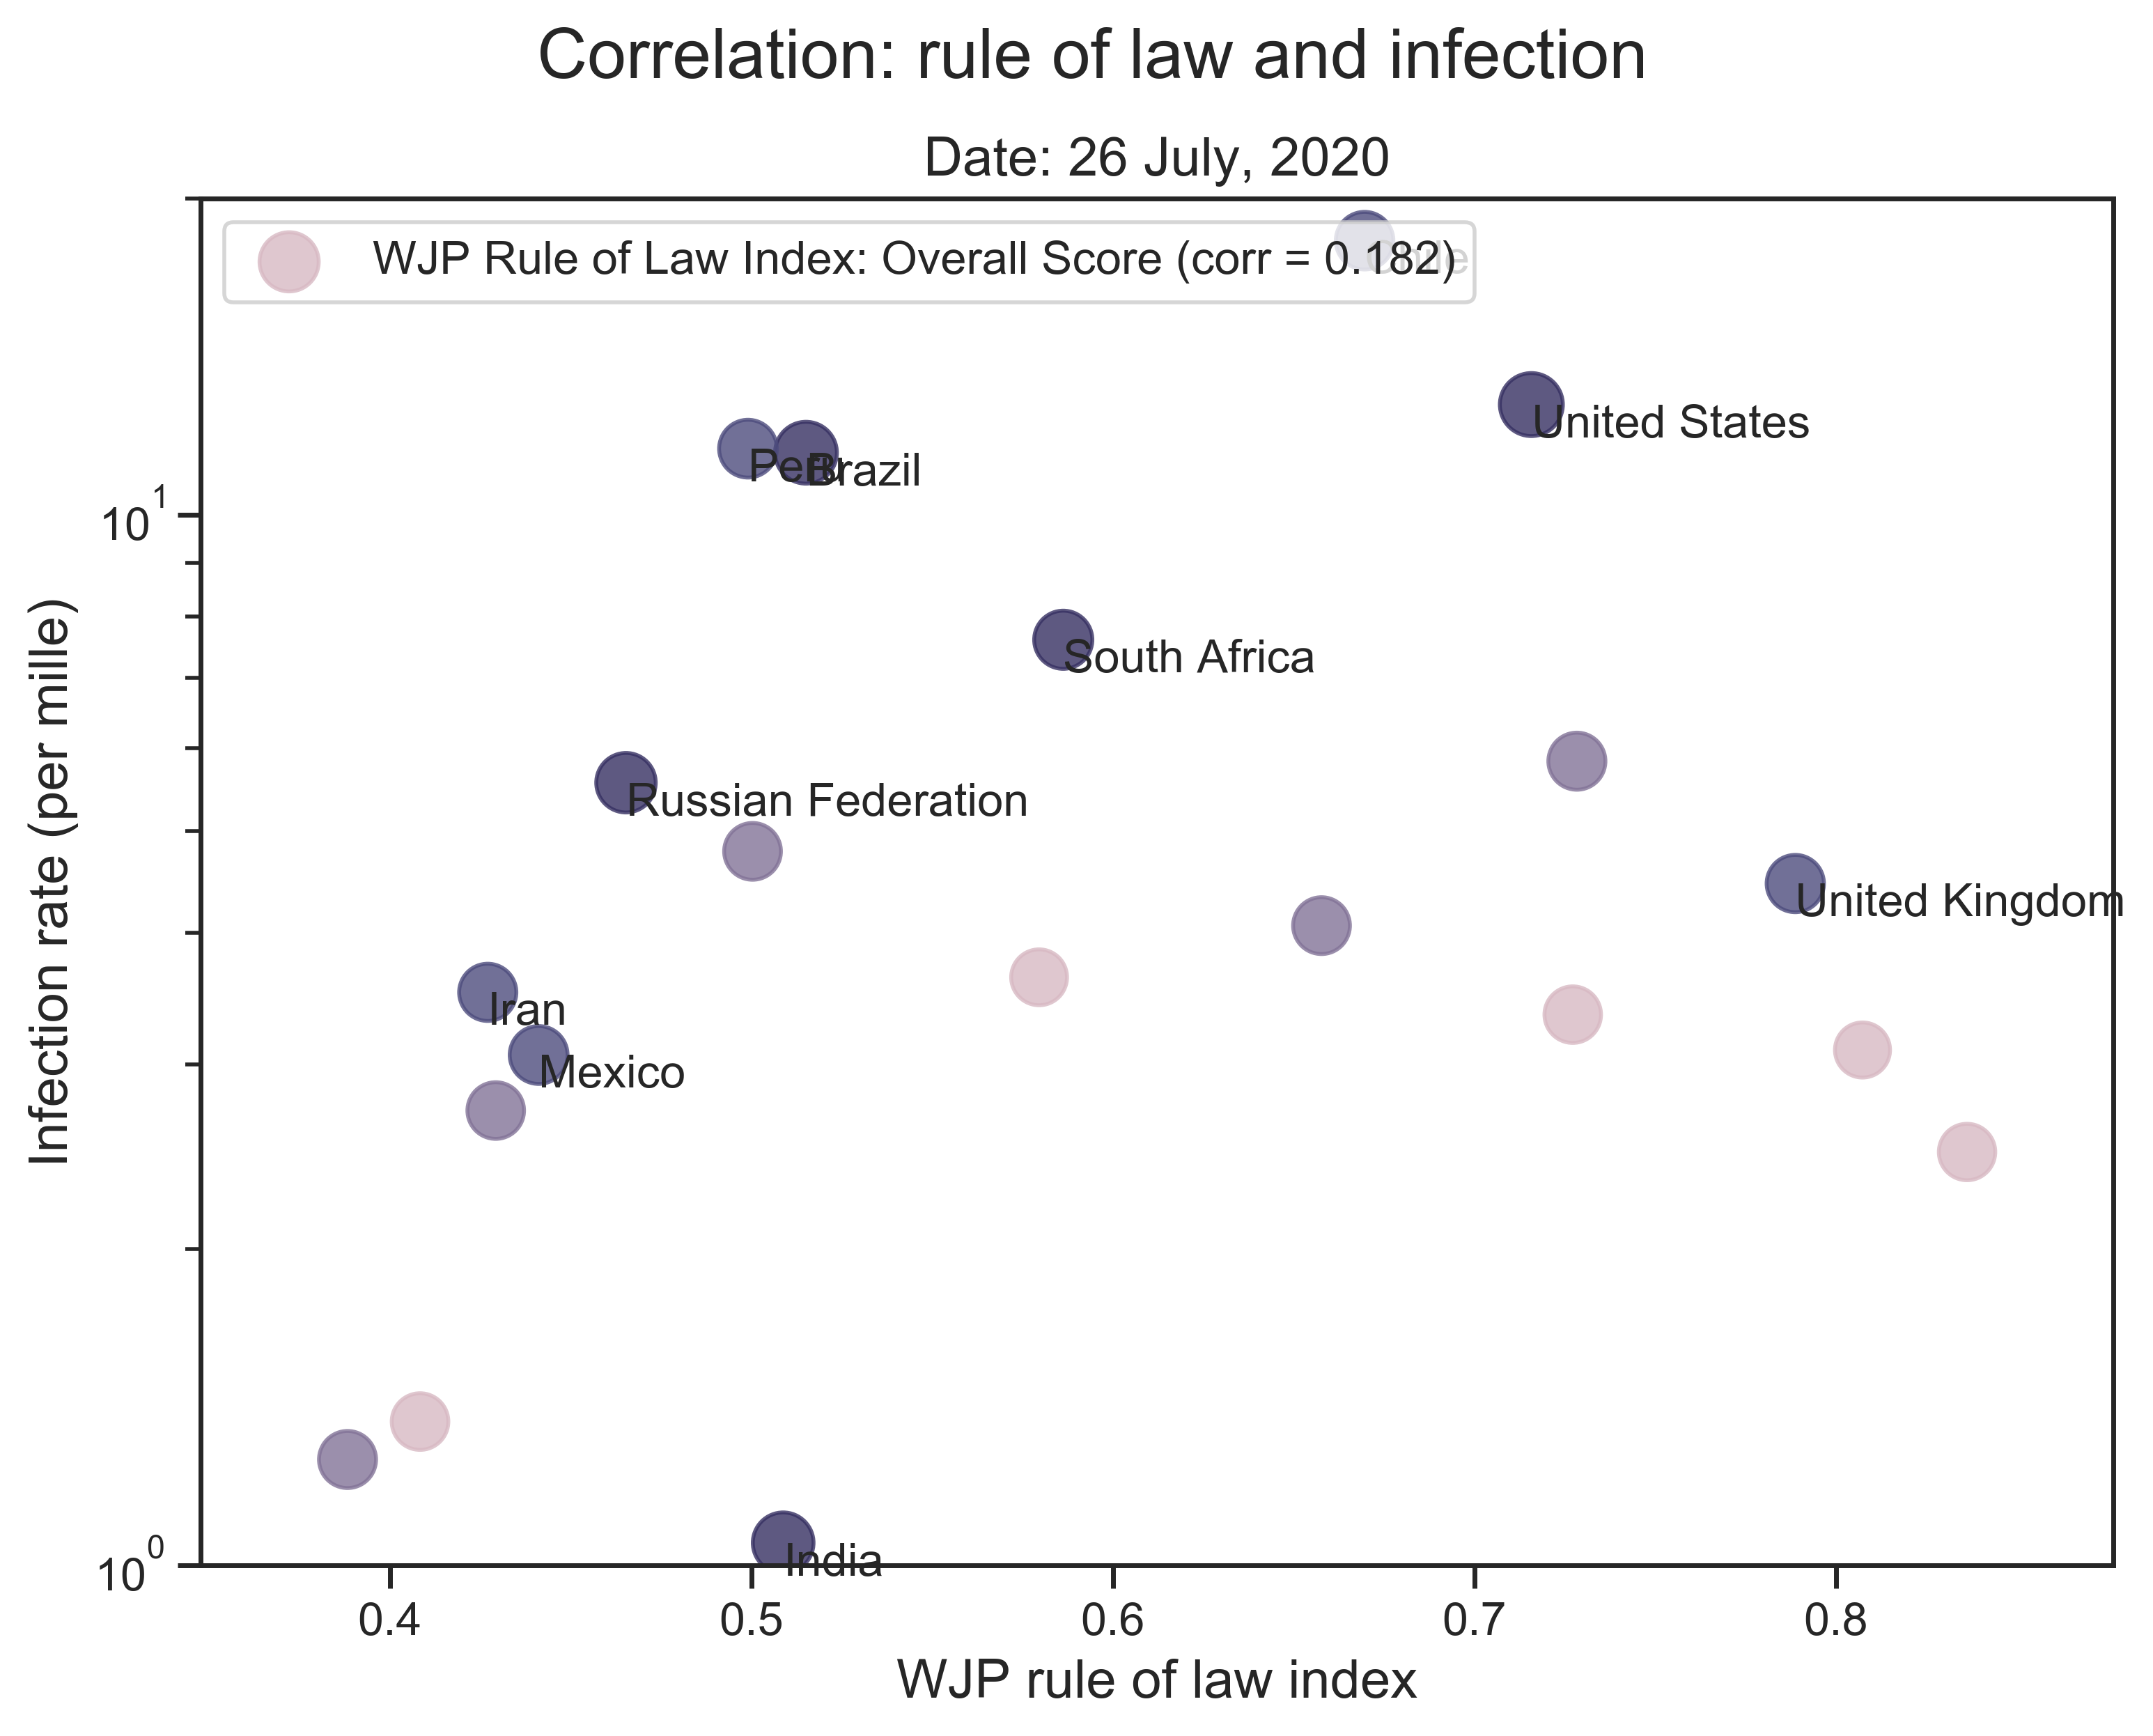 Correlation: rule of law and infection
Date: 26 July, 2020
WJP Rule of Law Index: Overall Score (corr = 0.182)
Chile
United States
Peru
Brazil
10^1
South Africa
Russian Federation
United Kingdom
Iran
Mexico
India
10^0
0.4 0.5 0.6 0.7 0.8
WJP rule of law index
Infection rate (per mille)